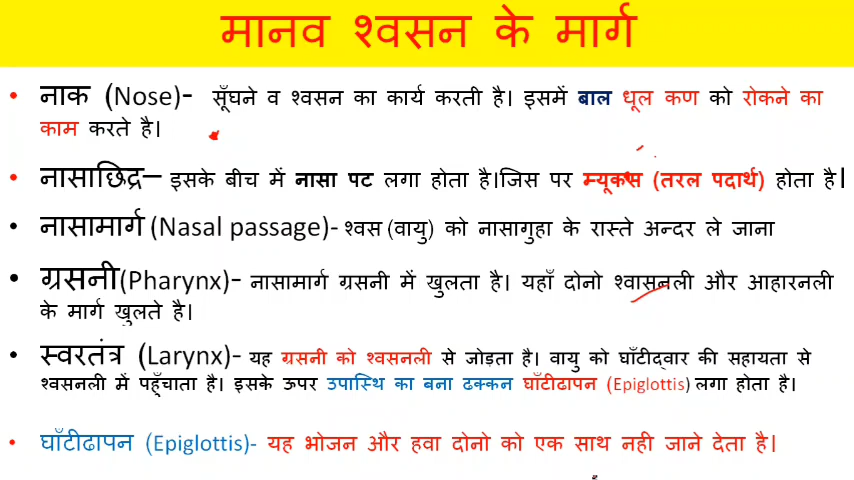 मानव श्वसन के मार्ग
• नाक (Nose)- सूँघने व श्वसन का कार्य करती है। इसमें बाल धूल कण को रोकने का
काम करते है।
• नासाछिद्र– इसके बीच में नासा पट लगा होता है।जिस पर म्यूकस (तरल पदार्थ) होता है।
• नासामार्ग (Nasal passage)- श्वस (वायु) को नासागुहा के रास्ते अन्दर ले जाना
• ग्रसनी(Pharynx)- नासामार्ग ग्रसनी में खुलता है। यहाँ दोनो श्वासनली और आहारनली
के मार्ग खुलते है।
• स्वरतंत्र (Larynx)- यह ग्रसनी को श्वसनली से जोड़ता है। वायु को घाँटीद्वार की सहायता से
श्वसनली में पहुँचाता है। इसके ऊपर उपास्थि का बना ढक्कन घाँटीढापन (Epiglottis) लगा होता है।
• घाँटीढापन (Epiglottis)- यह भोजन और हवा दोनो को एक साथ नही जाने देता है।